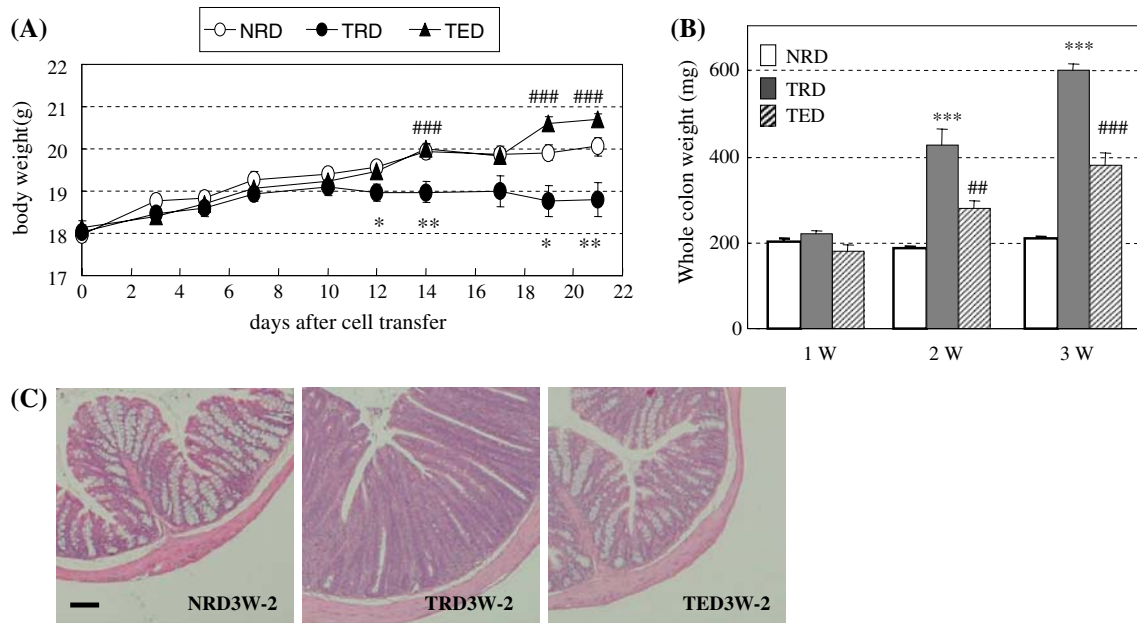 (A)
NRD TRD TED
body weight(g)
22
21
20
19
18
17
### ### ###
* ** * **
0 2 4 6 8 10 12 14 16 18 20 22
days after cell transfer
(B)
Whole colon weight (mg)
600
400
200
0
NRD
TRD
TED
***
##
***
###
1 W 2 W 3 W
(C)
NRD3W-2 TRD3W-2 TED3W-2